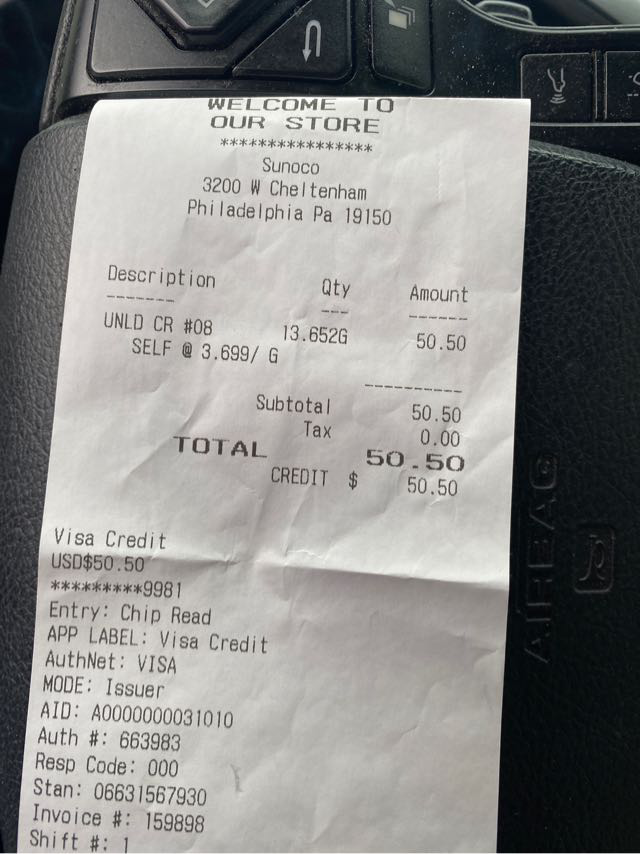 WELCOME TO
OUR STORE
****************
Sunoco
3200 W Cheltenham
Philadelphia Pa 19150
Description Qty Amount
------- --- ------
UNLD CR #08 13.652G 50.50
SELF @ 3.699/ G
----------
Subtotal 50.50
Tax 0.00
TOTAL 50.50
CREDIT $ 50.50
Visa Credit
USD$50.50
*********9981
Entry: Chip Read
APP LABEL: Visa Credit
AuthNet: VISA
MODE: Issuer
AID: A0000000031010
Auth #: 663983
Resp Code: 000
Stan: 06631567930
Invoice #: 159898
Shift #: 1
AIRBAG